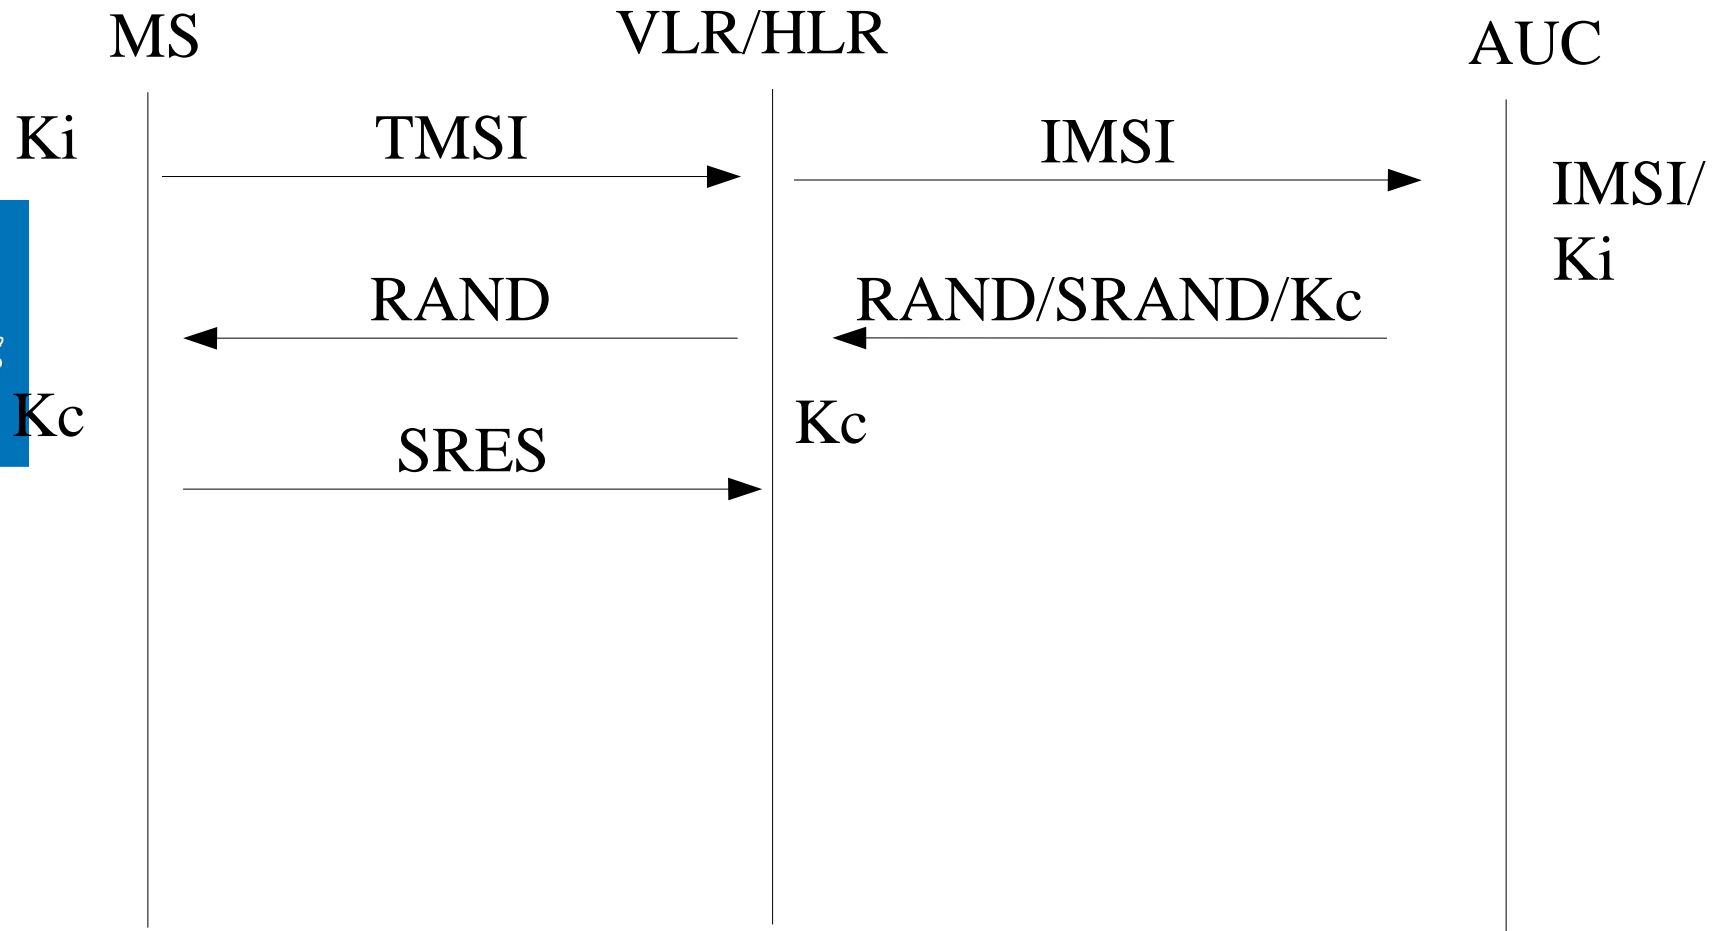 MS
VLR/HLR
AUC
Ki
TMSI
IMSI
IMSI/
Ki
RAND
RAND/SRAND/Kc
Kc
SRES
Kc